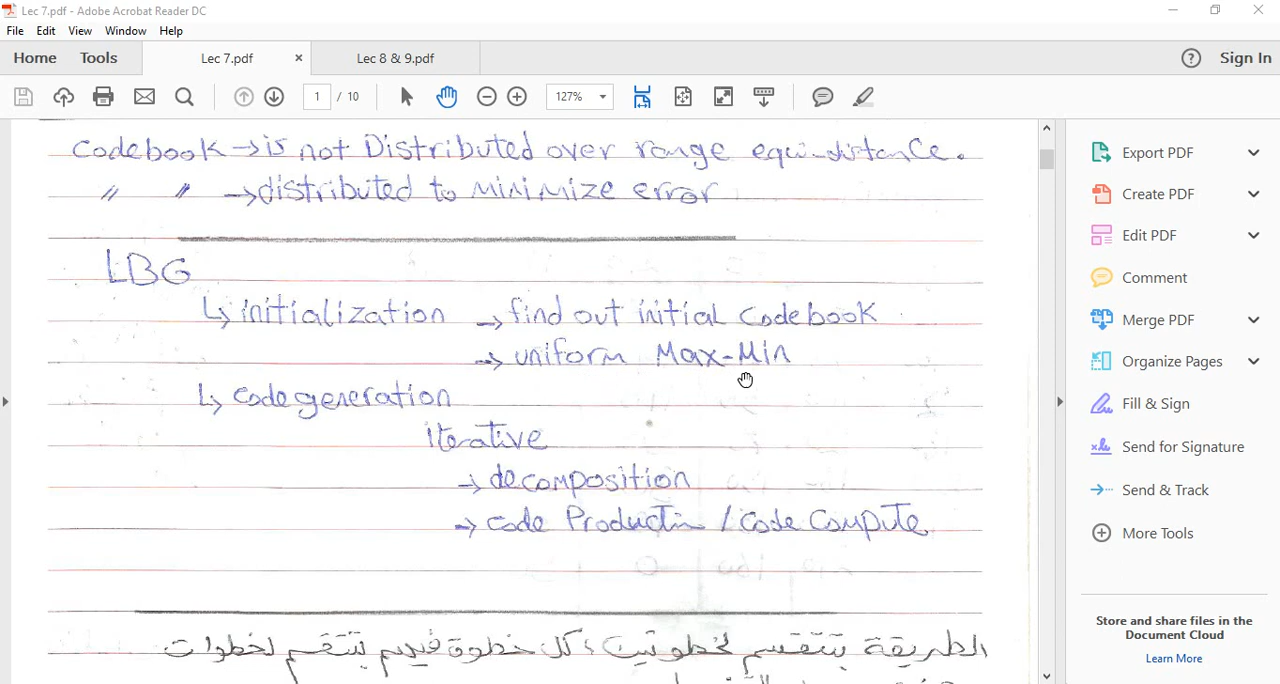 Lec 7.pdf - Adobe Acrobat Reader DC
File Edit View Window Help
Home Tools Lec 7.pdf × Lec 8 & 9.pdf Sign In
1 / 10 127%
Codebook → is not Distributed over range equi-distance.
〃 〃 → distributed to Minimize error
LBG
↳ initialization → find out initial Codebook
→ uniform Max-Min
↳ Code generation
iterative
→ decomposition
→ code Production / Code Compute
الطريقة بتتقسم لخطوتين، كل خطوة فيهم بتتقسم لخطوات
Export PDF
Create PDF
Edit PDF
Comment
Merge PDF
Organize Pages
Fill & Sign
Send for Signature
Send & Track
More Tools
Store and share files in the
Document Cloud
Learn More